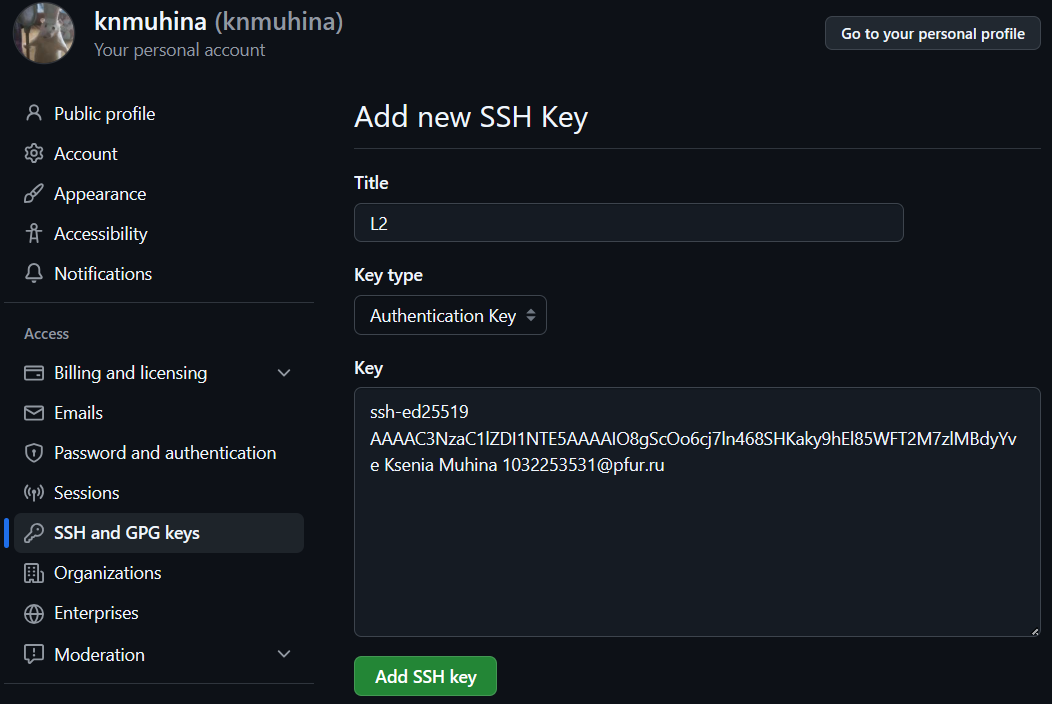 knmuhina (knmuhina)
Your personal account
Go to your personal profile
Public profile
Account
Appearance
Accessibility
Notifications
Access
Billing and licensing
Emails
Password and authentication
Sessions
SSH and GPG keys
Organizations
Enterprises
Moderation
Add new SSH Key
Title
L2
Key type
Authentication Key
Key
ssh-ed25519
AAAAC3NzaC1lZDI1NTE5AAAAIO8gScOo6cj7ln468SHKaky9hEl85WFT2M7zlMBdyYv
e Ksenia Muhina 1032253531@pfur.ru
Add SSH key